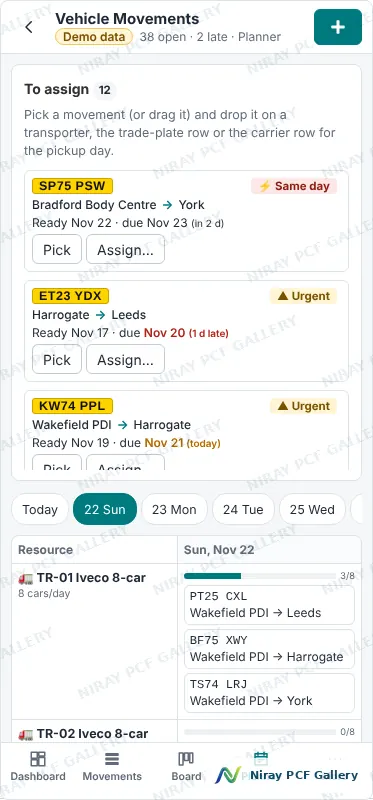 Vehicle Movements
Demo data 38 open · 2 late · Planner
To assign 12
Pick a movement (or drag it) and drop it on a
transporter, the trade-plate row or the carrier row for
the pickup day.
SP75 PSW ⚡ Same day
Bradford Body Centre → York
Ready Nov 22 · due Nov 23 (in 2 d)
Pick Assign...
ET23 YDX ▲ Urgent
Harrogate → Leeds
Ready Nov 17 · due Nov 20 (1 d late)
Pick Assign...
KW74 PPL ▲ Urgent
Wakefield PDI → Harrogate
Ready Nov 19 · due Nov 21 (today)
Pick Assign...
Today 22 Sun 23 Mon 24 Tue 25 Wed
Resource Sun, Nov 22
TR-01 Iveco 8-car 3/8
8 cars/day
PT25 CXL
Wakefield PDI → Leeds
BF75 XWY
Wakefield PDI → Harrogate
TS74 LRJ
Wakefield PDI → York
TR-02 Iveco 8-car 0/8
Dashboard Movements Board
Niray PCF Gallery
NIRAY PCF GALLERY